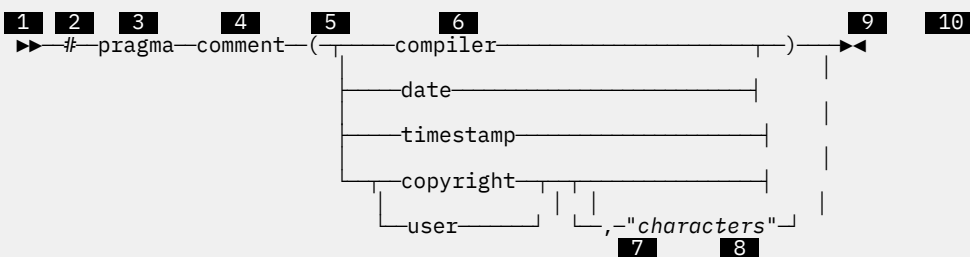 1 2 3 4 5 6 9 10
►►─#─pragma─comment─(─┬─────compiler────────────────────────┬──)────►◄
date
timestamp
copyright
user ,─"characters"
7 8